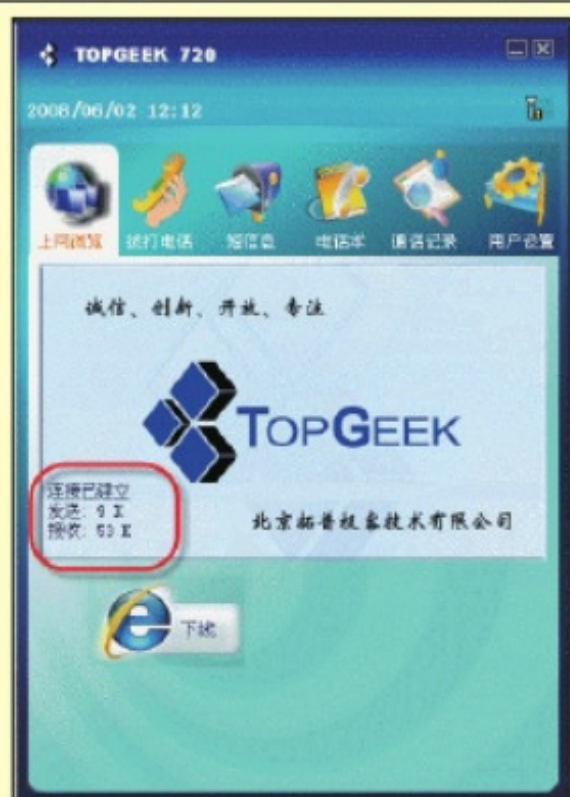 TOPGEEK 720
2008/06/02 12:12
上网浏览 拨打电话 短信息 电话本 通话记录 用户设置
诚信、创新、开放、专注
TOPGEEK
连接已建立
发送: 9 K
接收: 53 K
北京拓普极客技术有限公司
下线